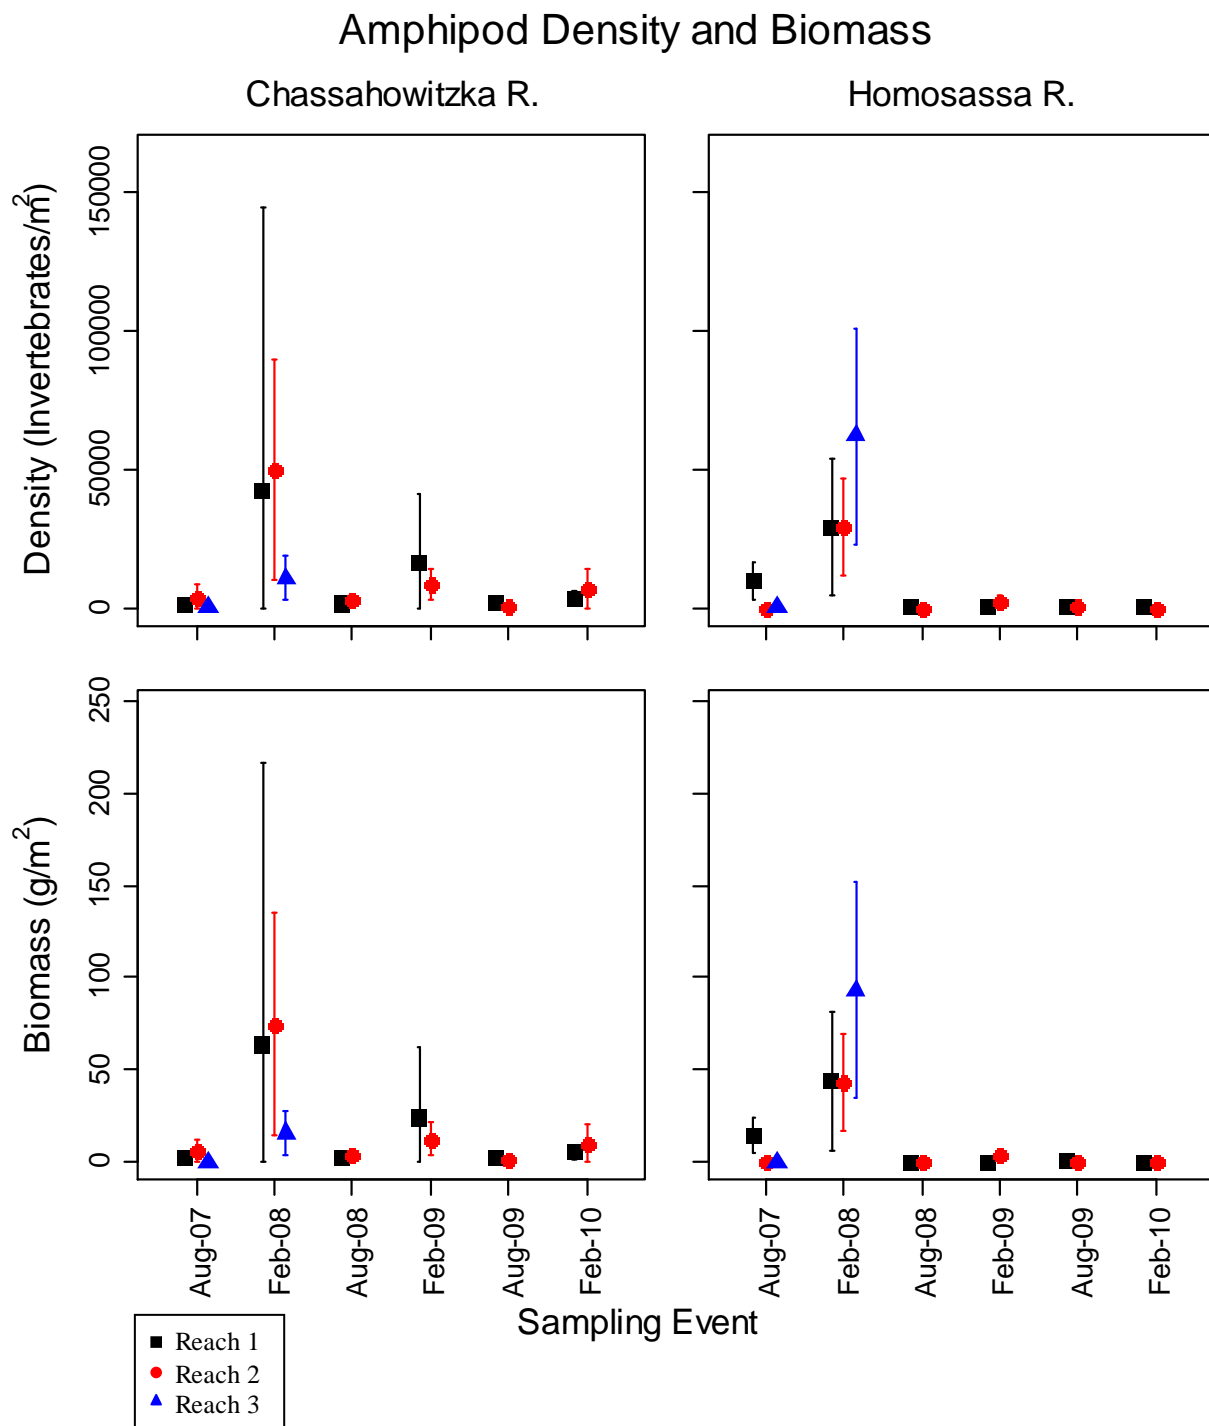 Amphipod Density and Biomass
Chassahowitzka R.
Homosassa R.
Density (Invertebrates/m²)
150000
100000
50000
0
Biomass (g/m²)
250
200
150
100
50
0
Aug-07
Feb-08
Aug-08
Feb-09
Aug-09
Feb-10
Aug-07
Feb-08
Aug-08
Feb-09
Aug-09
Feb-10
Sampling Event
Reach 1
Reach 2
Reach 3